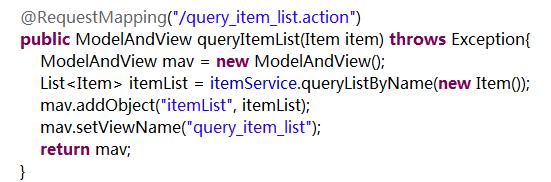 @RequestMapping("/query_item_list.action")
public ModelAndView queryItemList(Item item) throws Exception{
ModelAndView mav = new ModelAndView();
List<Item> itemList = itemService.queryListByName(new Item());
mav.addObject("itemList", itemList);
mav.setViewName("query_item_list");
return mav;
}